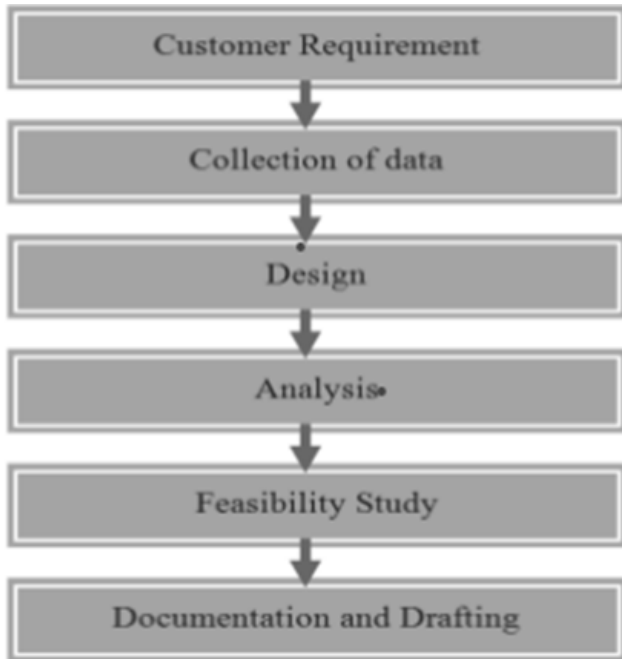 Customer Requirement
Collection of data
Design
Analysis
Feasibility Study
Documentation and Drafting